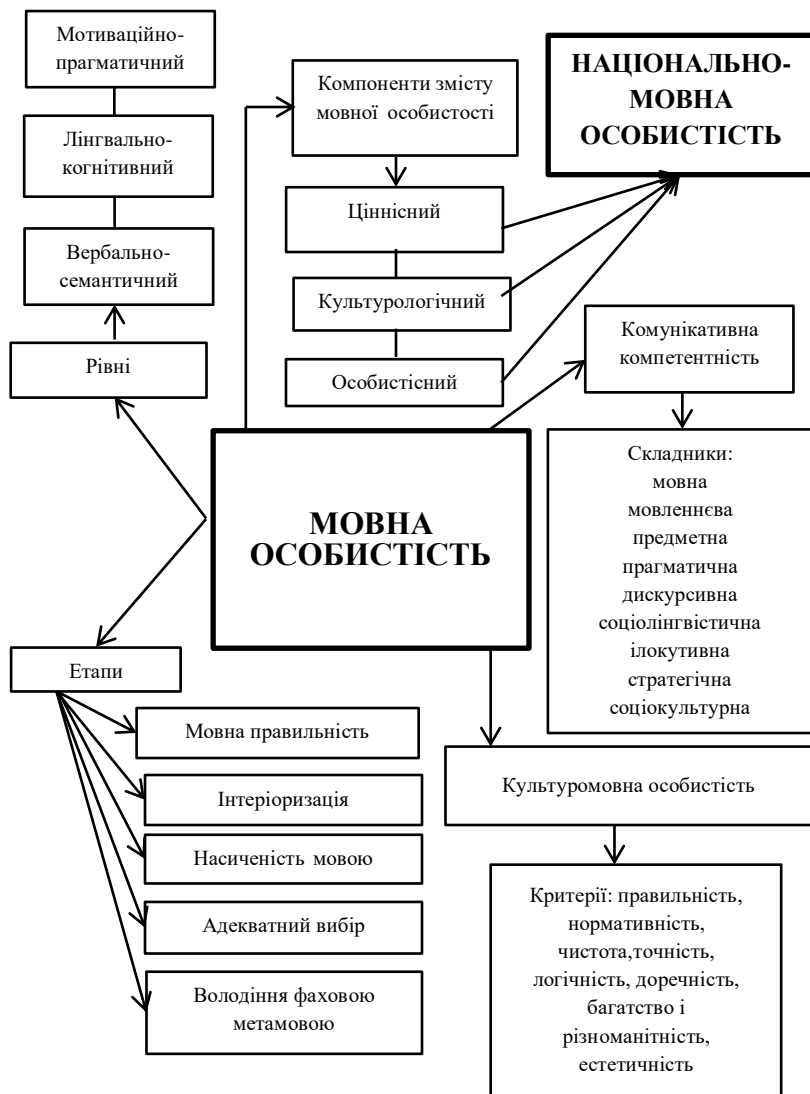 Мотиваційно-
прагматичний
Лінгвально-
когнітивний
Вербально-
семантичний
Рівні
Компоненти змісту
мовної особистості
Ціннісний
Культурологічний
Особистісний
НАЦІОНАЛЬНО-
МОВНА
ОСОБИСТІСТЬ
Комунікативна
компетентність
Складники:
мовна
мовленнєва
предметна
прагматична
дискурсивна
соціолінгвістична
ілокутивна
стратегічна
соціокультурна
МОВНА
ОСОБИСТІСТЬ
Етапи
Мовна правильність
Інтеріоризація
Насиченість мовою
Адекватний вибір
Володіння фаховою
метамовою
Культуромовна особистість
Критерії: правильність,
нормативність,
чистота,точність,
логічність, доречність,
багатство і
різноманітність,
естетичність